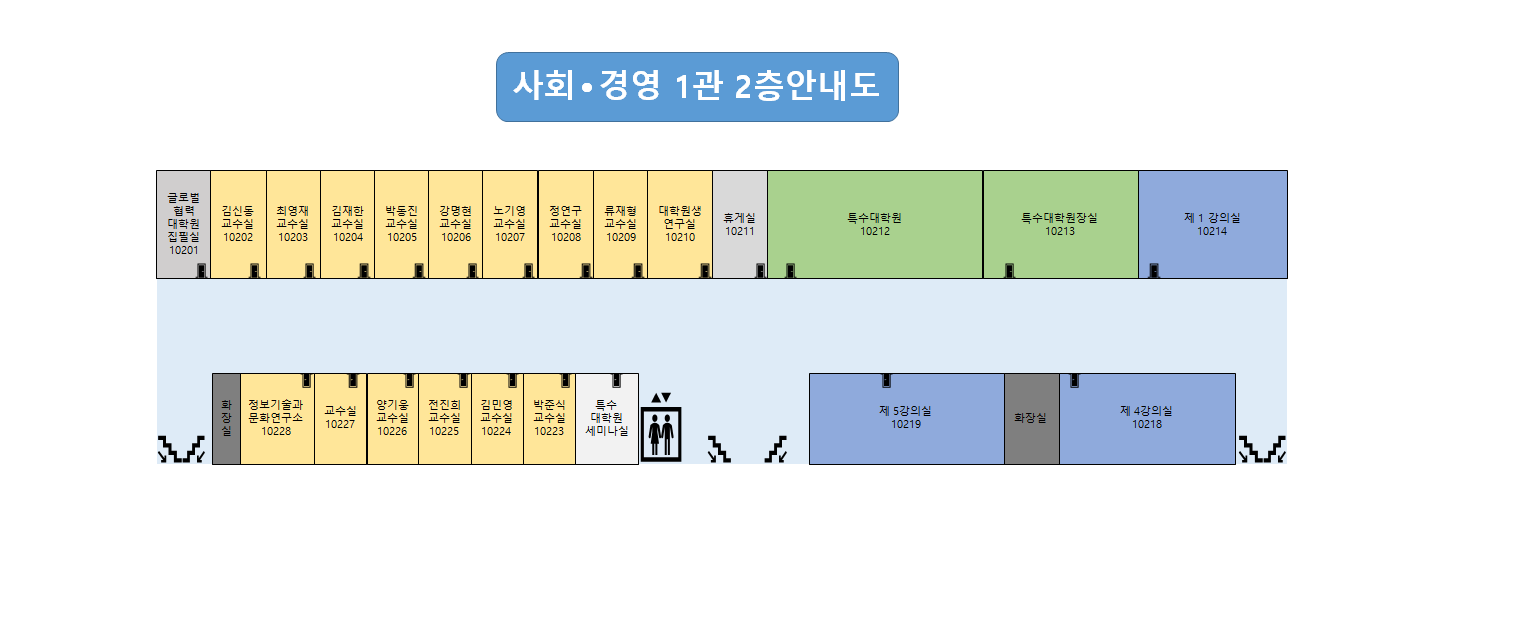 사회•경영 1관 2층안내도
글로벌
협력
대학원
집필실
10201
김신동
교수실
10202
최영재
교수실
10203
김재한
교수실
10204
박동진
교수실
10205
강명현
교수실
10206
노기영
교수실
10207
정연구
교수실
10208
류재형
교수실
10209
대학원생
연구실
10210
휴게실
10211
특수대학원
10212
특수대학원장실
10213
제 1 강의실
10214
화
장
실
정보기술과
문화연구소
10228
교수실
10227
양기웅
교수실
10226
전진희
교수실
10225
김민영
교수실
10224
박준식
교수실
10223
특수
대학원
세미나실
제 5강의실
10219
화장실
제 4강의실
10218